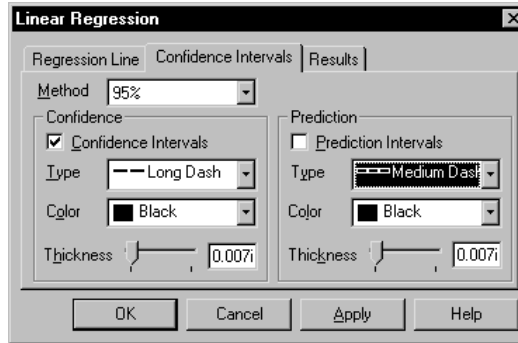 Linear Regression
Regression Line Confidence Intervals Results
Method 95%
Confidence
Confidence Intervals
Type Long Dash
Color Black
Thickness 0.007i
Prediction
Prediction Intervals
Type Medium Das
Color Black
Thickness 0.007i
OK Cancel Apply Help